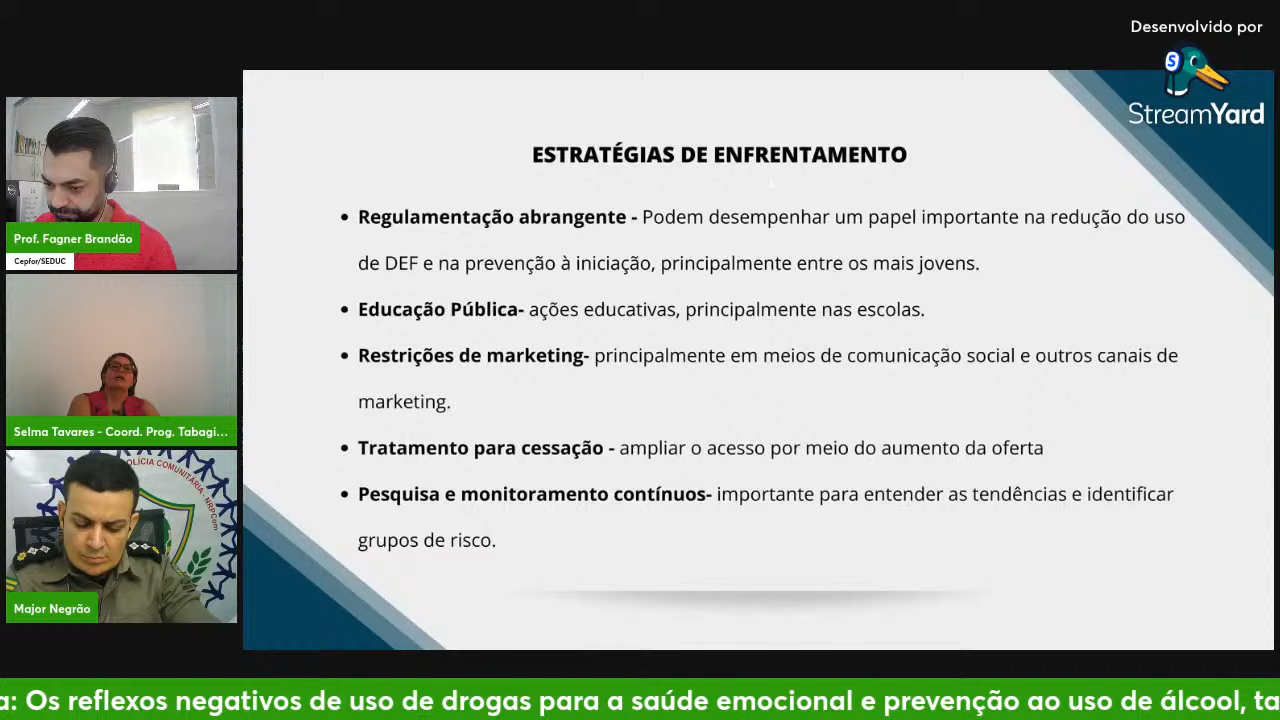 Desenvolvido por
StreamYard
Prof. Fagner Brandão
Cepfor/SEDUC
Selma Tavares - Coord. Prog. Tabagi...
POLÍCIA COMUNITÁRIA
Major Negrão
ESTRATÉGIAS DE ENFRENTAMENTO
• Regulamentação abrangente - Podem desempenhar um papel importante na redução do uso
de DEF e na prevenção à iniciação, principalmente entre os mais jovens.
• Educação Pública- ações educativas, principalmente nas escolas.
• Restrições de marketing- principalmente em meios de comunicação social e outros canais de
marketing.
• Tratamento para cessação - ampliar o acesso por meio do aumento da oferta
• Pesquisa e monitoramento contínuos- importante para entender as tendências e identificar
grupos de risco.
a: Os reflexos negativos de uso de drogas para a saúde emocional e prevenção ao uso de álcool, ta